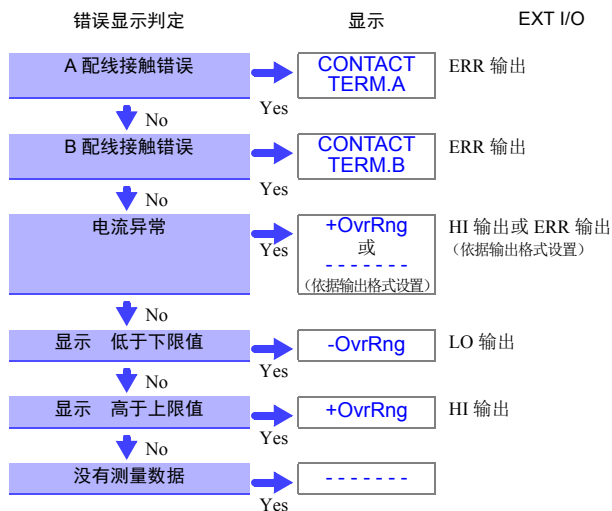 错误显示判定 显示 EXT I/O
A 配线接触错误
Yes
CONTACT
TERM.A
ERR 输出
No
B 配线接触错误
Yes
CONTACT
TERM.B
ERR 输出
No
电流异常
Yes
+OvrRng
或
- - - - - - -
(依据输出格式设置)
HI 输出或 ERR 输出
(依据输出格式设置)
No
显示 低于下限值
Yes
-OvrRng
LO 输出
No
显示 高于上限值
Yes
+OvrRng
HI 输出
No
没有测量数据
Yes
- - - - - - -